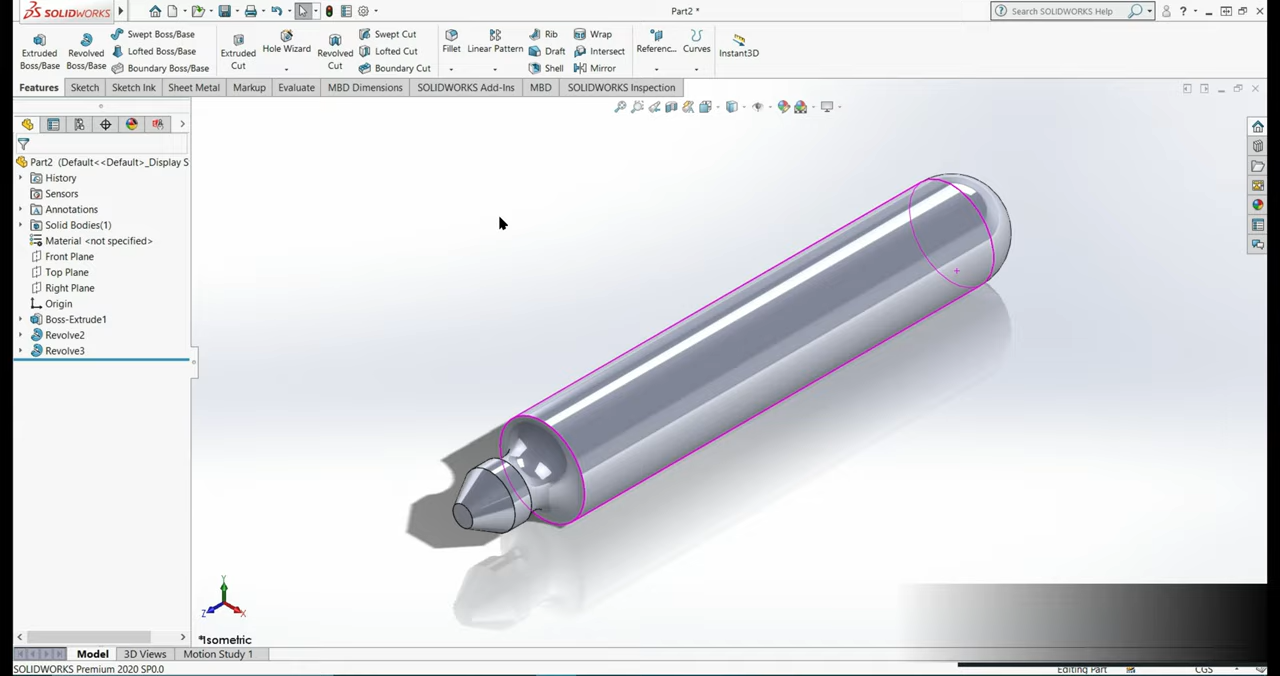 SOLIDWORKS
Part2 *
Search SOLIDWORKS Help
?
Extruded Boss/Base
Revolved Boss/Base
Swept Boss/Base
Lofted Boss/Base
Boundary Boss/Base
Extruded Cut
Hole Wizard
Revolved Cut
Swept Cut
Lofted Cut
Boundary Cut
Fillet
Linear Pattern
Rib
Draft
Shell
Wrap
Intersect
Mirror
Referenc...
Curves
Instant3D
Features Sketch Sketch Ink Sheet Metal Markup Evaluate MBD Dimensions SOLIDWORKS Add-Ins MBD SOLIDWORKS Inspection
Part2 (Default<<Default>_Display S
History
Sensors
Annotations
Solid Bodies(1)
Material <not specified>
Front Plane
Top Plane
Right Plane
Origin
Boss-Extrude1
Revolve2
Revolve3
Y
Z X
*Isometric
Model 3D Views Motion Study 1
SOLIDWORKS Premium 2020 SP0.0
Editing Part
CGS